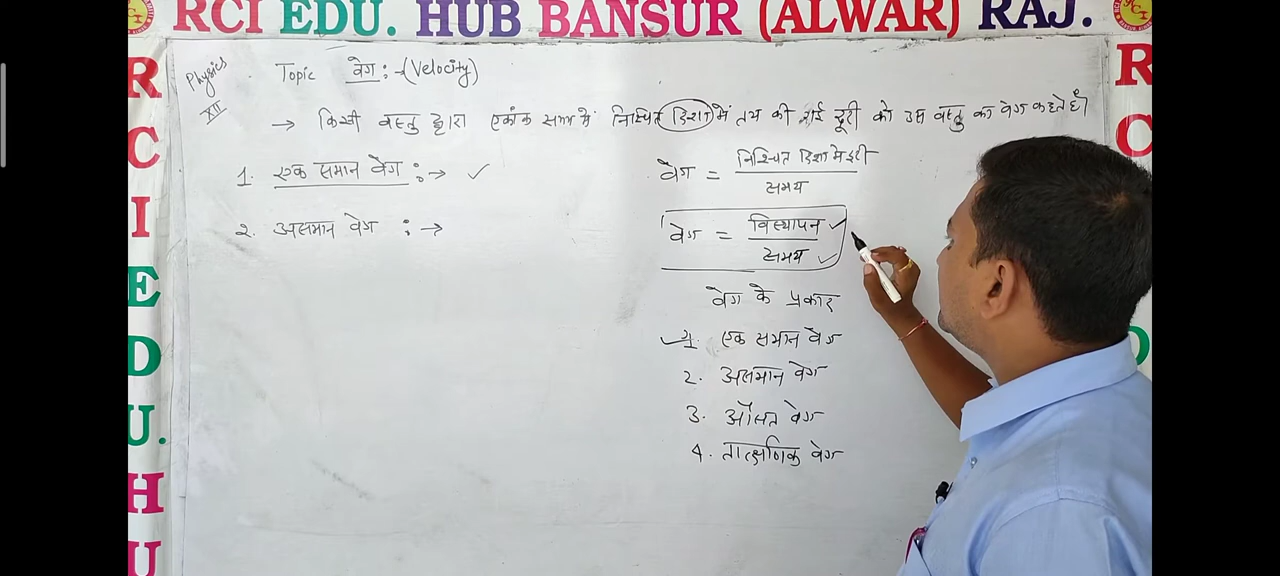 RCI EDU. HUB BANSUR (ALWAR) RAJ.
R
C
I
E
D
U.
H
U
R
C
Physics
XII
Topic वेग :→ (Velocity)
→ किसी वस्तु द्वारा एकांक समय में निश्चित दिशा में तय की गई दूरी को उस वस्तु का वेग कहते हैं।
वेग = निश्चित दिशा में दूरी
समय
वेग = विस्थापन
समय
वेग के प्रकार
1. एक समान वेग
2. असमान वेग
3. औसत वेग
4. तात्क्षणिक वेग
1. एक समान वेग :→ ✓
2. असमान वेग :→